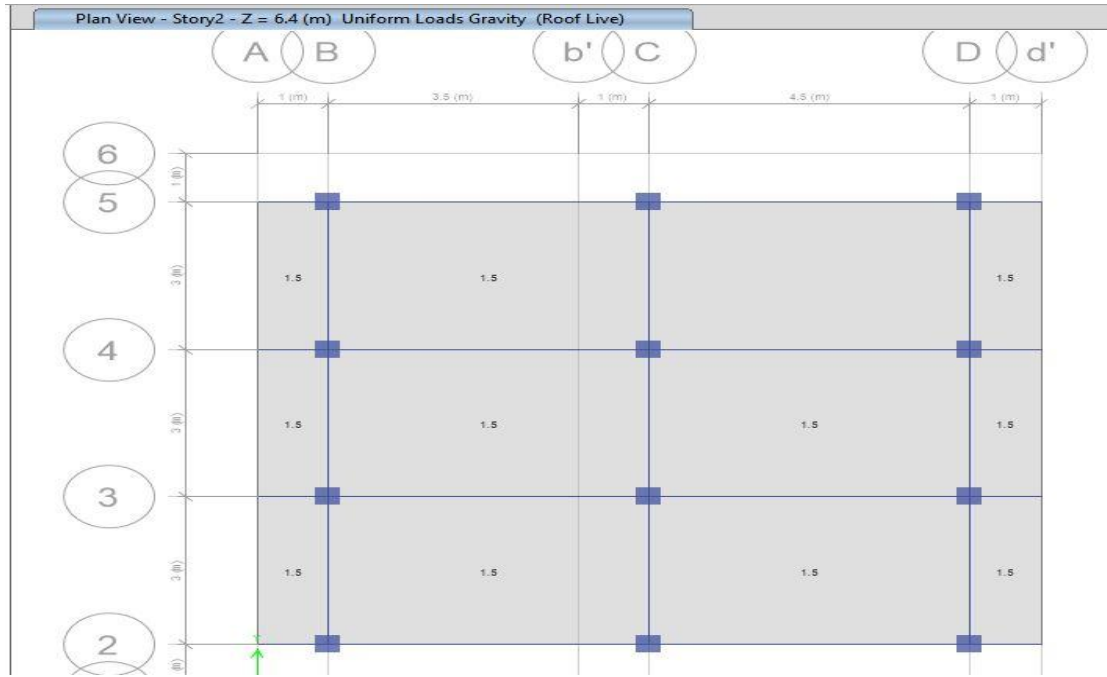 Plan View - Story2 - Z = 6.4 (m) Uniform Loads Gravity (Roof Live)
A B b' C D d'
1 (m) 3.5 (m) 1 (m) 4.5 (m) 1 (m)
6
1 (m)
5
3 (m)
1.5 1.5 1.5
4
3 (m)
1.5 1.5 1.5 1.5
3
3 (m)
1.5 1.5 1.5 1.5
2
(m)